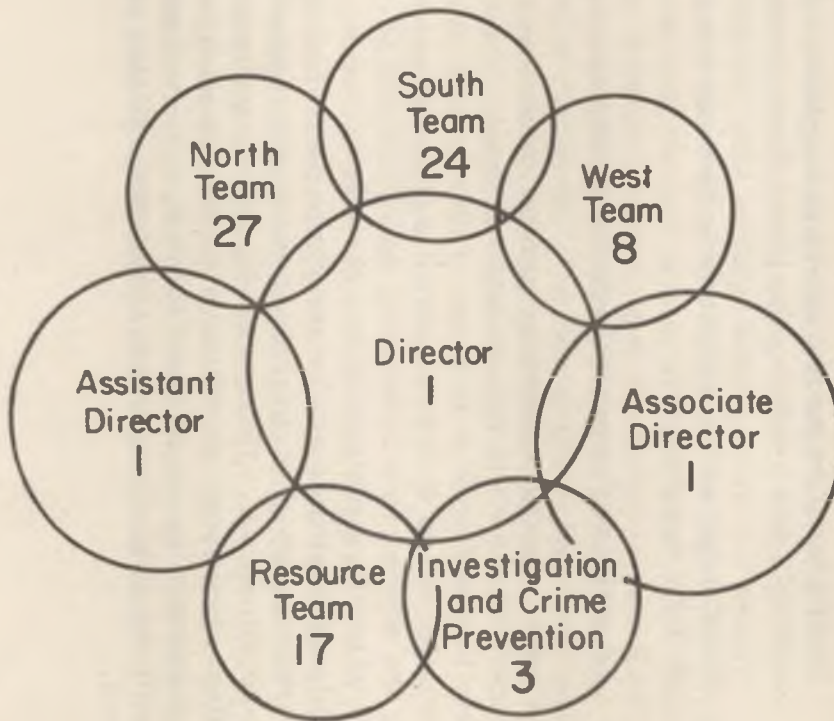 South
Team
24
North
Team
27
West
Team
8
Director
1
Assistant
Director
1
Associate
Director
1
Resource
Team
17
Investigation
and Crime
Prevention
3